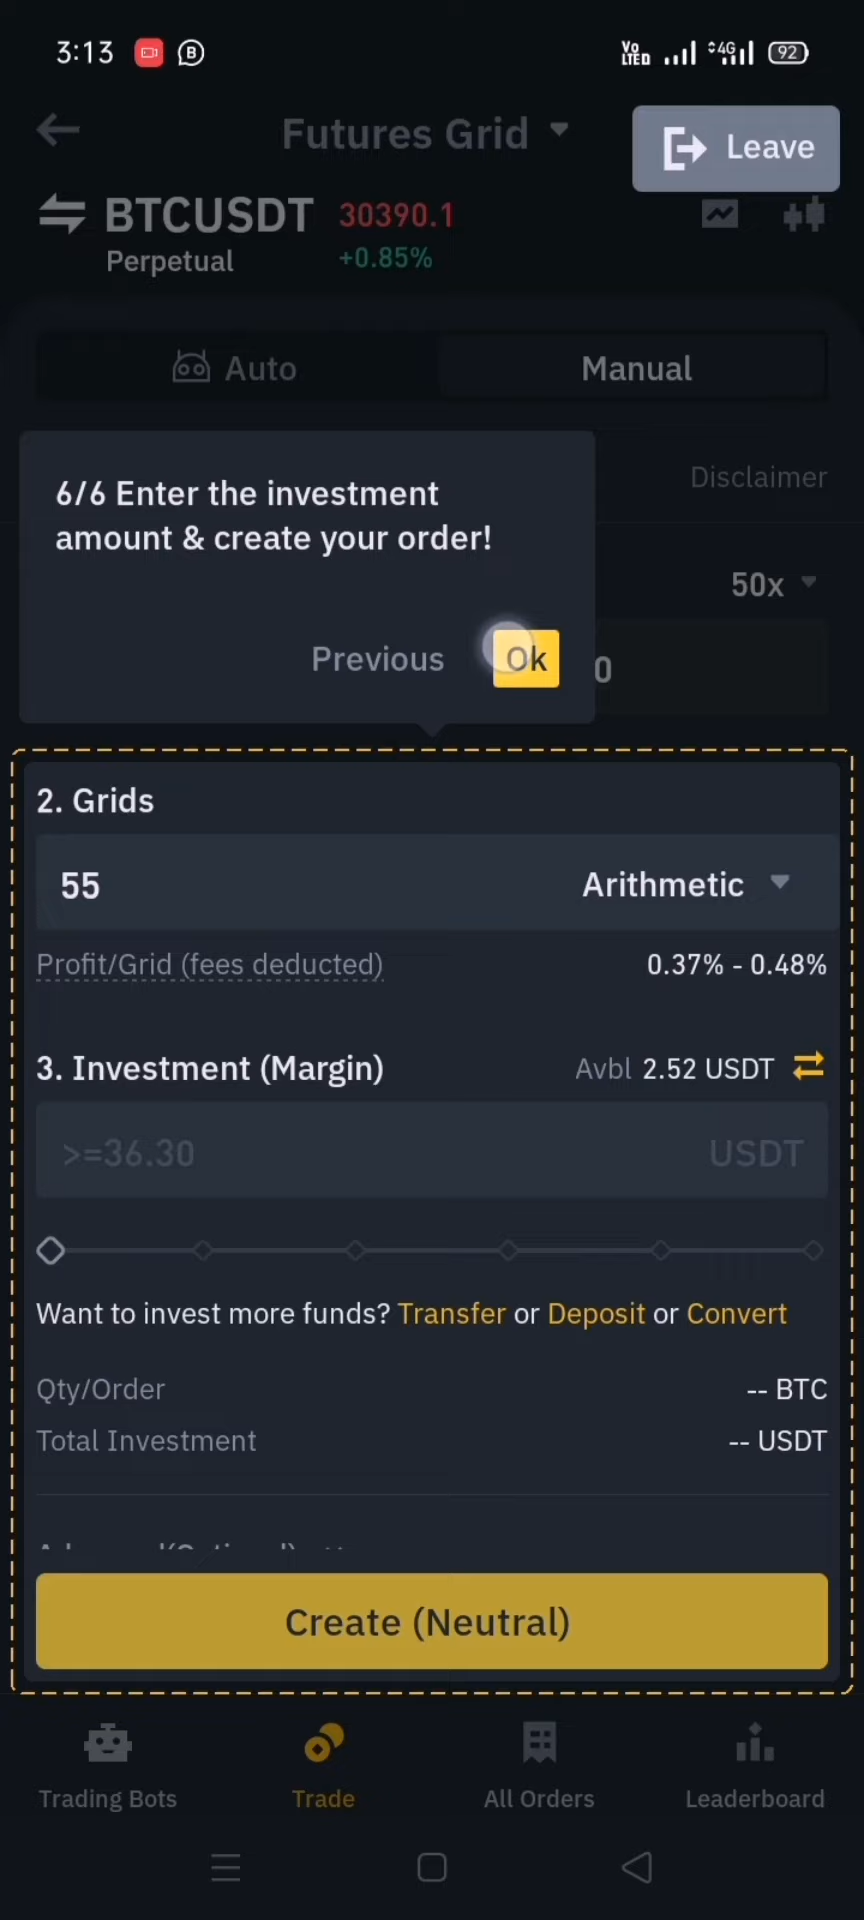 3:13
Vo LTED 4G 92
Futures Grid
Leave
BTCUSDT 30390.1
Perpetual +0.85%
Auto Manual
6/6 Enter the investment
amount & create your order!
Disclaimer
50x
Previous Ok
0
2. Grids
55 Arithmetic
Profit/Grid (fees deducted) 0.37% - 0.48%
3. Investment (Margin) Avbl 2.52 USDT
>=36.30 USDT
Want to invest more funds? Transfer or Deposit or Convert
Qty/Order -- BTC
Total Investment -- USDT
Create (Neutral)
Trading Bots Trade All Orders Leaderboard